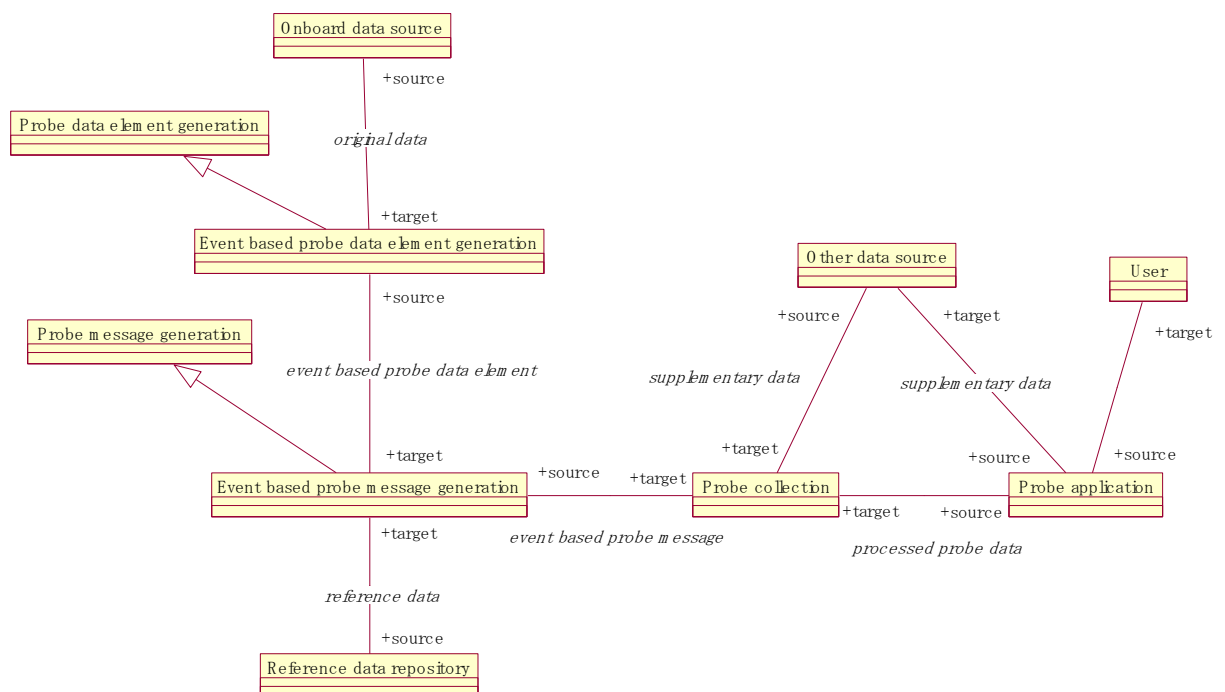 Onboard data source
+source
Probe data element generation
original data
+target
Event based probe data element generation
+source
Other data source
User
+source
+target
+target
Probe message generation
event based probe data element
supplementary data
supplementary data
+target
+target
+source
+source
+source
+target
Event based probe message generation
Probe collection
Probe application
+target
+target
+source
event based probe message
processed probe data
reference data
+source
Reference data repository